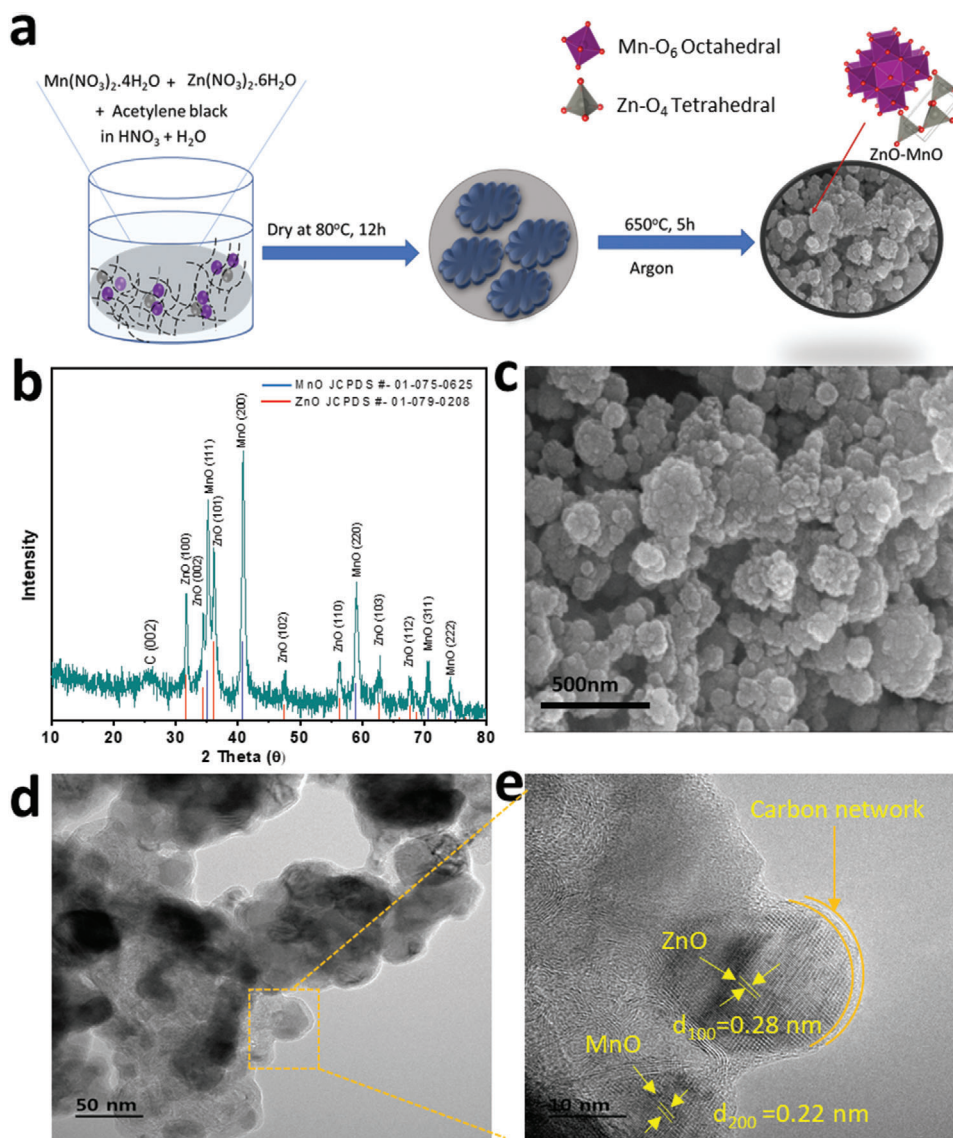 a
Mn(NO3)2.4H2O + Zn(NO3)2.6H2O
+ Acetylene black
in HNO3 + H2O
Dry at 80°C, 12h
650°C, 5h
Argon
Mn-O6 Octahedral
Zn-O4 Tetrahedral
ZnO-MnO
b
MnO JCPDS #- 01-075-0625
ZnO JCPDS #- 01-079-0208
Intensity
C (002)
ZnO (100)
ZnO (002)
MnO (111)
ZnO (101)
MnO (200)
ZnO (102)
ZnO (110)
MnO (220)
ZnO (103)
ZnO (112)
MnO (311)
MnO (222)
10 20 30 40 50 60 70 80
2 Theta (θ)
c
500nm
d
50 nm
e
Carbon network
ZnO
d100=0.28 nm
MnO
d200 =0.22 nm
10 nm